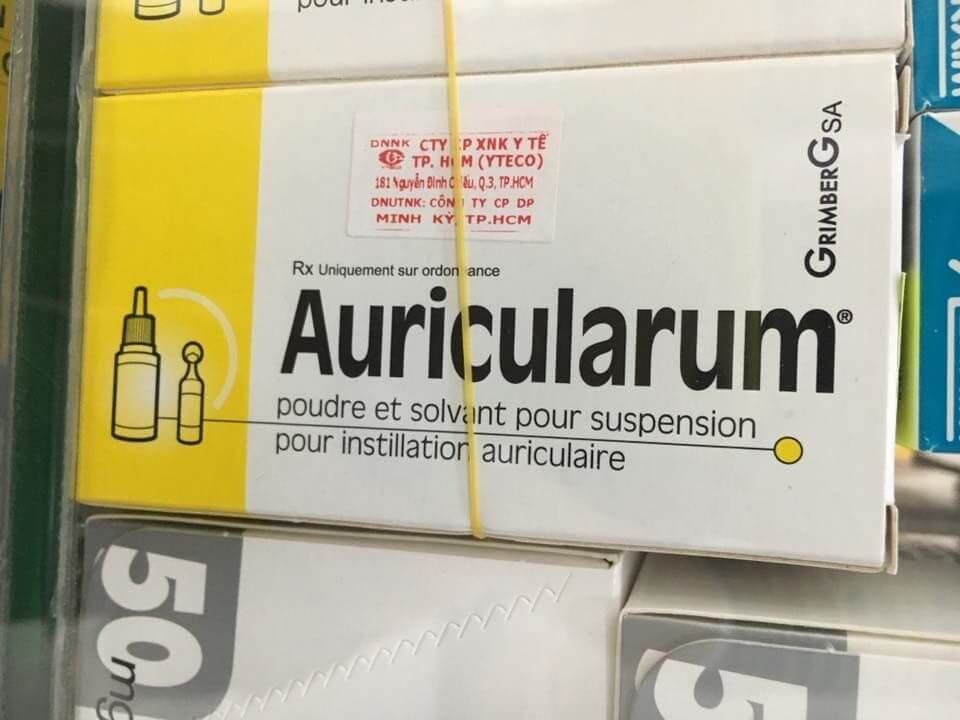 pour
DNNK CTY CP XNK Y TẾ
TP. HCM (YTECO)
181 Nguyễn Đình Chiểu, Q.3, TP.HCM
DNUTNK: CÔNG TY CP DP
MINH KỲ, TP.HCM
GRIMBERG SA
Rx Uniquement sur ordonnance
Auricularum®
poudre et solvant pour suspension
pour instillation auriculaire
50
mg
5